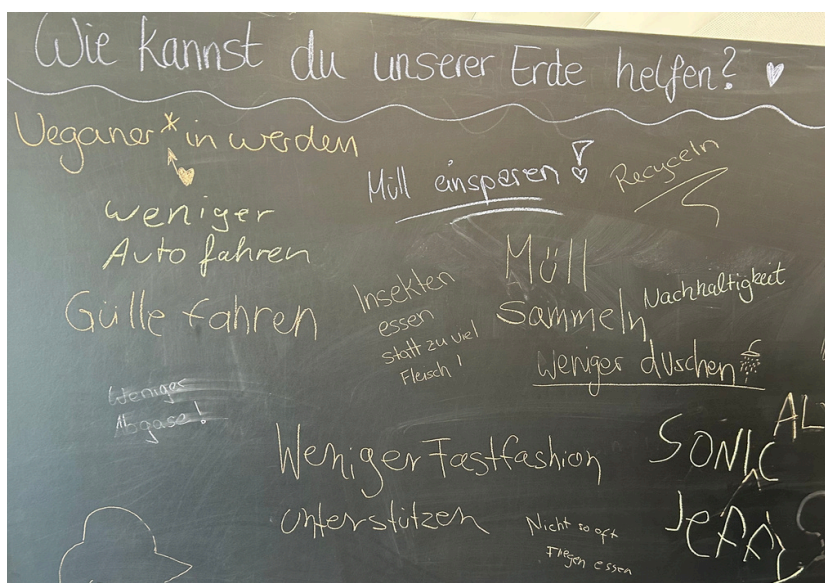 Wie kannst du unserer Erde helfen?
Veganer*in werden
Müll einsparen!
Recyceln
weniger
Auto fahren
Gülle fahren
Insekten
essen
statt zu viel
Fleisch!
Müll
sammeln
Nachhaltigkeit
weniger duschen
Weniger
Abgase!
Weniger Fastfashion
unterstützen
Nicht so oft
Fliegen essen
SONIC
AL
JEFF